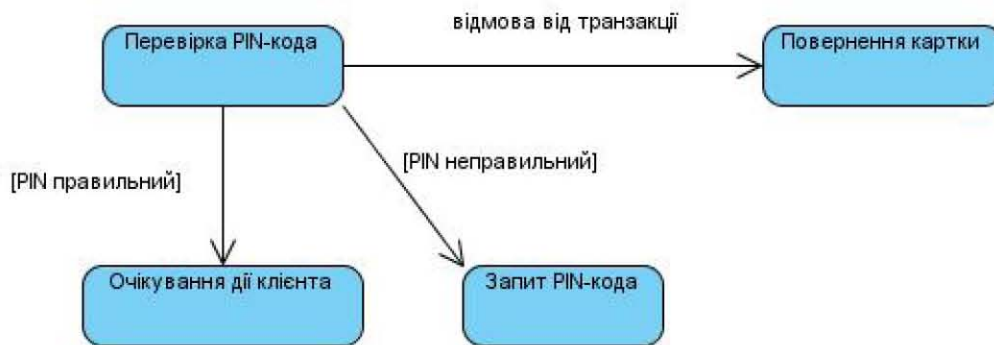 відмова від транзакції
Перевірка PIN-кода
Повернення картки
[PIN неправильний]
[PIN правильний]
Очікування дії клієнта
Запит PIN-кода